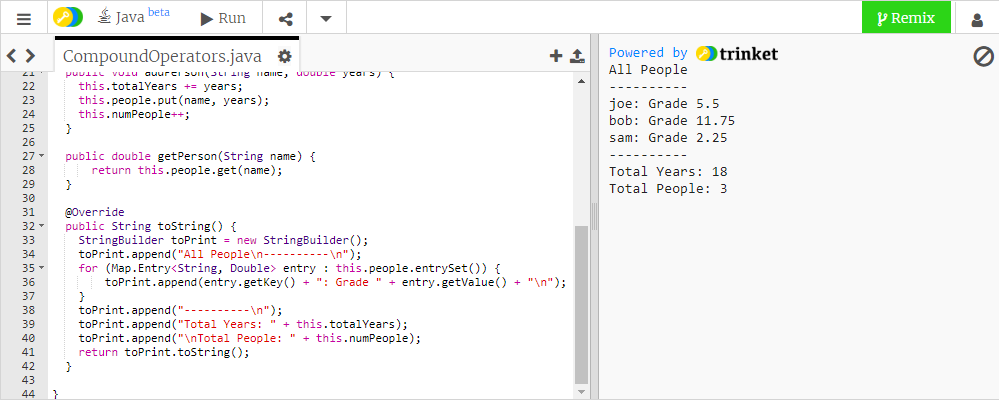 Java beta
Run
Remix
CompoundOperators.java
21 public void addPerson(String name, double years) {
22 this.totalYears += years;
23 this.people.put(name, years);
24 this.numPeople++;
25 }
26
27 public double getPerson(String name) {
28 return this.people.get(name);
29 }
30
31 @Override
32 public String toString() {
33 StringBuilder toPrint = new StringBuilder();
34 toPrint.append("All People\n----------\n");
35 for (Map.Entry<String, Double> entry : this.people.entrySet()) {
36 toPrint.append(entry.getKey() + ": Grade " + entry.getValue() + "\n");
37 }
38 toPrint.append("----------\n");
39 toPrint.append("Total Years: " + this.totalYears);
40 toPrint.append("\nTotal People: " + this.numPeople);
41 return toPrint.toString();
42 }
43
44 }
Powered by trinket
All People
----------
joe: Grade 5.5
bob: Grade 11.75
sam: Grade 2.25
----------
Total Years: 18
Total People: 3